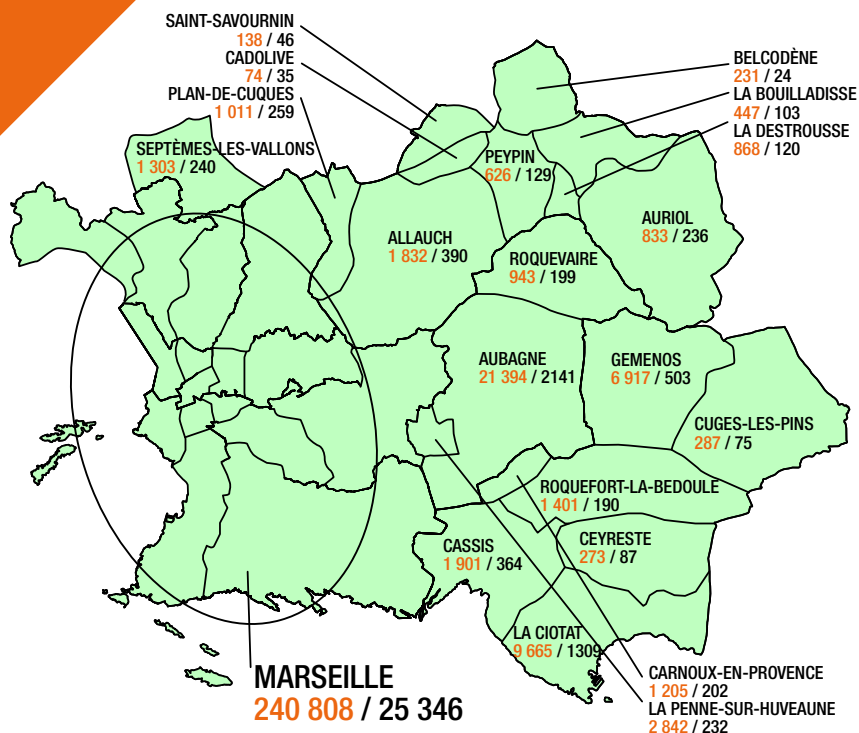 SAINT-SAVOURNIN
138 / 46
CADOLIVE
74 / 35
PLAN-DE-CUQUES
1 011 / 259
SEPTÈMES-LES-VALLONS
1 303 / 240
BELCODÈNE
231 / 24
LA BOUILLADISSE
447 / 103
LA DESTROUSSE
868 / 120
PEYPIN
626 / 129
AURIOL
833 / 236
ALLAUCH
1 832 / 390
ROQUEVAIRE
943 / 199
AUBAGNE
21 394 / 2141
GEMENOS
6 917 / 503
CUGES-LES-PINS
287 / 75
ROQUEFORT-LA-BEDOULE
1 401 / 190
CEYRESTE
273 / 87
CASSIS
1 901 / 364
LA CIOTAT
9 665 / 1309
MARSEILLE
240 808 / 25 346
CARNOUX-EN-PROVENCE
1 205 / 202
LA PENNE-SUR-HUVEAUNE
2 842 / 232